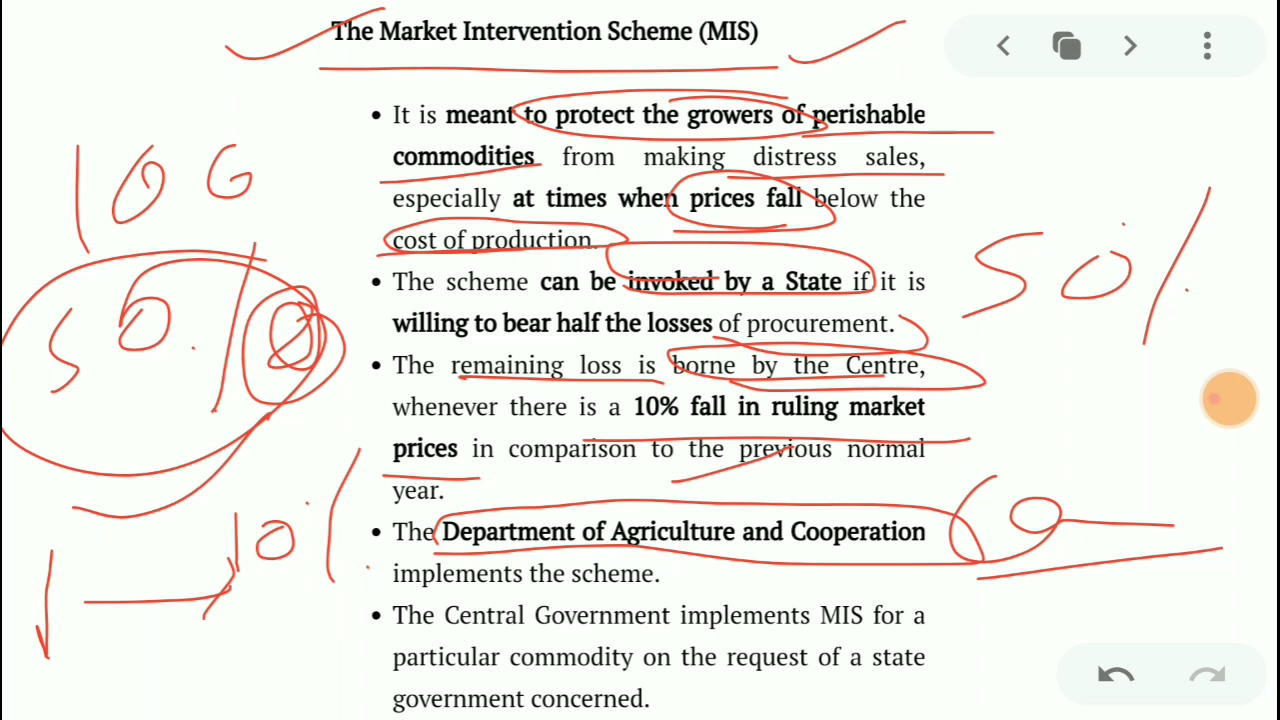 The Market Intervention Scheme (MIS)
• It is meant to protect the growers of perishable
commodities from making distress sales,
especially at times when prices fall below the
cost of production.
• The scheme can be invoked by a State if it is
willing to bear half the losses of procurement.
• The remaining loss is borne by the Centre,
whenever there is a 10% fall in ruling market
prices in comparison to the previous normal
year.
• The Department of Agriculture and Cooperation
implements the scheme.
• The Central Government implements MIS for a
particular commodity on the request of a state
government concerned.
50%
10%
50%